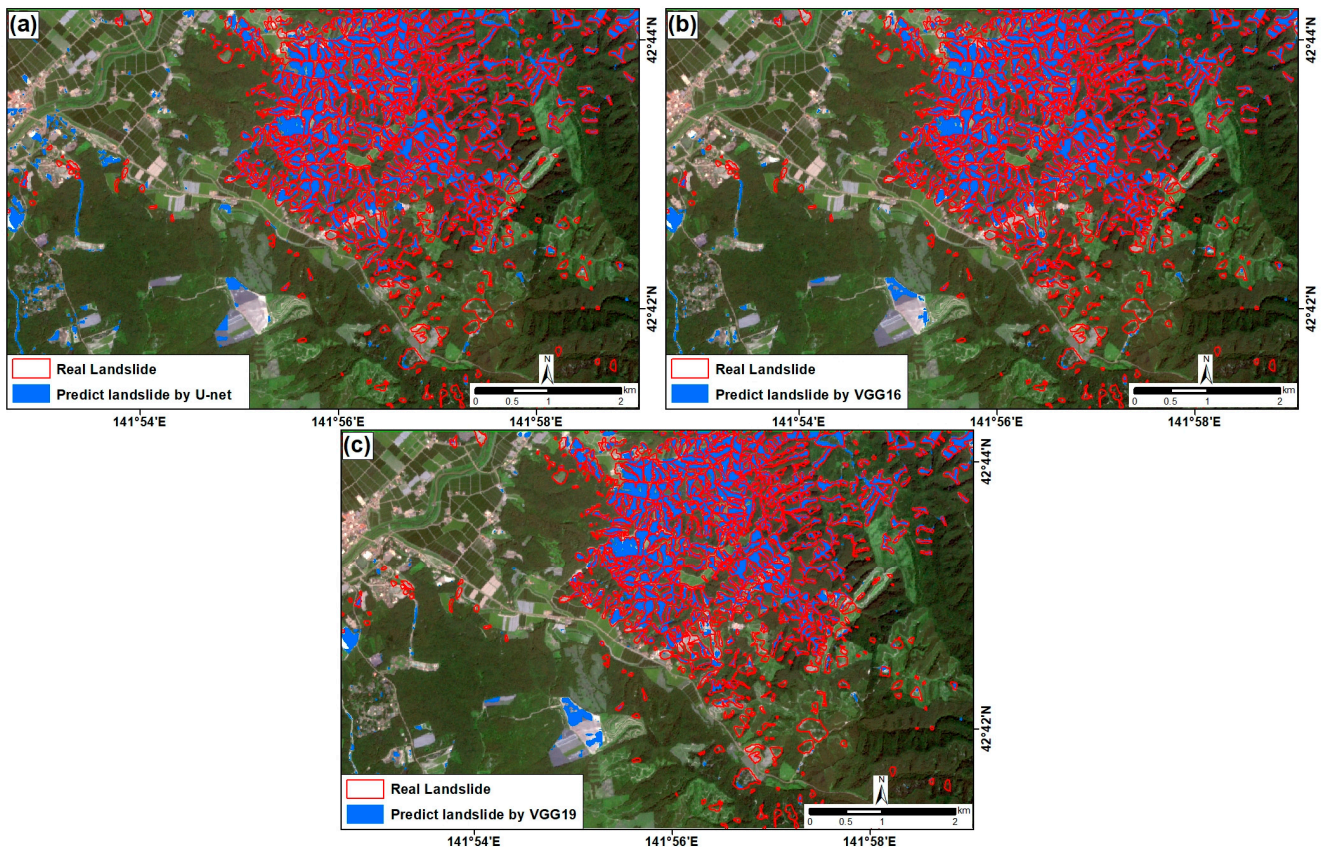 (a)
42°44'N
42°42'N
Real Landslide
Predict landslide by U-net
N
km
0 0.5 1 2
141°54'E 141°56'E 141°58'E
(b)
42°44'N
42°42'N
Real Landslide
Predict landslide by VGG16
N
km
0 0.5 1 2
141°54'E 141°56'E 141°58'E
(c)
42°44'N
42°42'N
Real Landslide
Predict landslide by VGG19
N
km
0 0.5 1 2
141°54'E 141°56'E 141°58'E